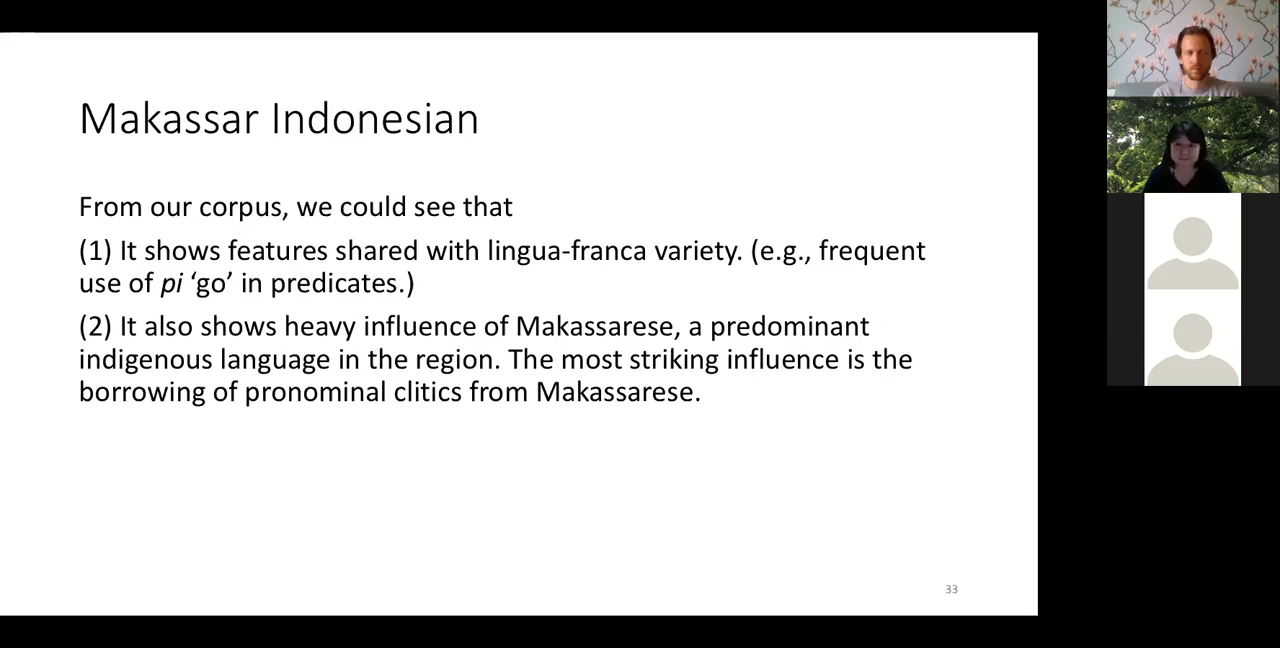 Makassar Indonesian
From our corpus, we could see that
(1) It shows features shared with lingua-franca variety. (e.g., frequent
use of pi ‘go’ in predicates.)
(2) It also shows heavy influence of Makassarese, a predominant
indigenous language in the region. The most striking influence is the
borrowing of pronominal clitics from Makassarese.
33